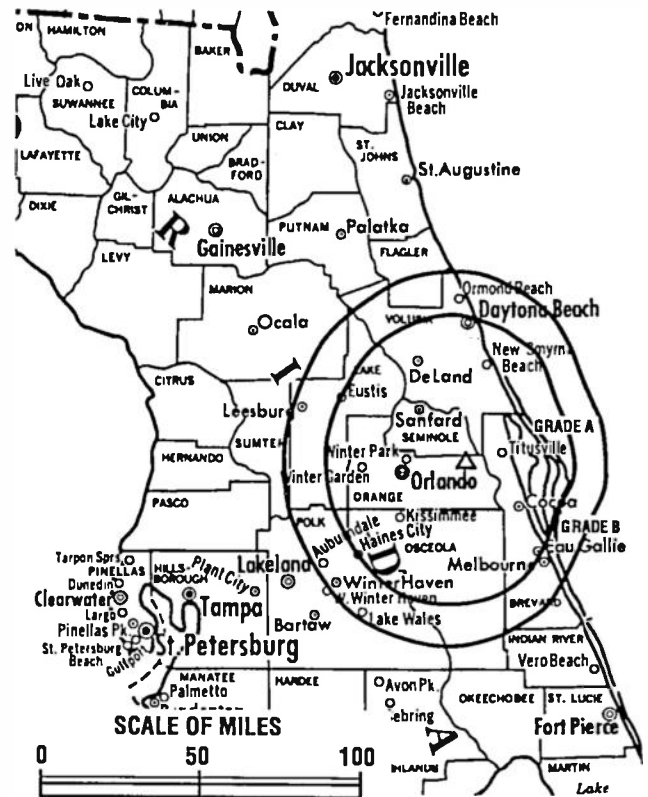 ON
HAMILTON
Fernandina Beach
BAKER
Jacksonville
DUVAL
Live Oak
SUWANNEE
COLUM-
BIA
Jacksonville
Beach
Lake City
UNION
CLAY
LAFAYETTE
BRAD-
FORD
ST.
JOHNS
St. Augustine
DIXIE
GIL-
CHRIST
ALACHUA
R
Gainesville
PUTNAM
Palatka
LEVY
FLAGLER
MARION
Ormond Beach
Daytona Beach
VOLUSIA
Ocala
New Smyrna
Beach
I
LAKE
DeLand
CITRUS
Eustis
Leesburg
Sanford
SEMINOLE
GRADE A
SUMTER
Titusville
HERNANDO
Winter Park
Winter Garden
Orlando
PASCO
ORANGE
Cocoa
POLK
Kissimmee
GRADE B
Auburndale
Haines City
OSCEOLA
Eau Gallie
Tarpon Sprs.
PINELLAS
HILLS-
BOROUGH
Plant City
Lakeland
D
Melbourne
Dunedin
Clearwater
Winter Haven
W. Winter Haven
BREVARD
Largo
Tampa
Pinellas Pk.
Bartaw
Lake Wales
St. Petersburg
Beach
Gulfport
t. Petersburg
INDIAN RIVER
Vero Beach
MANATEE
HARDEE
Palmetto
Avon Pk.
OKEECHOBEE
ST. LUCIE
ebring
Fort Pierce
SCALE OF MILES
A
0 50 100
MARTIN
Lake